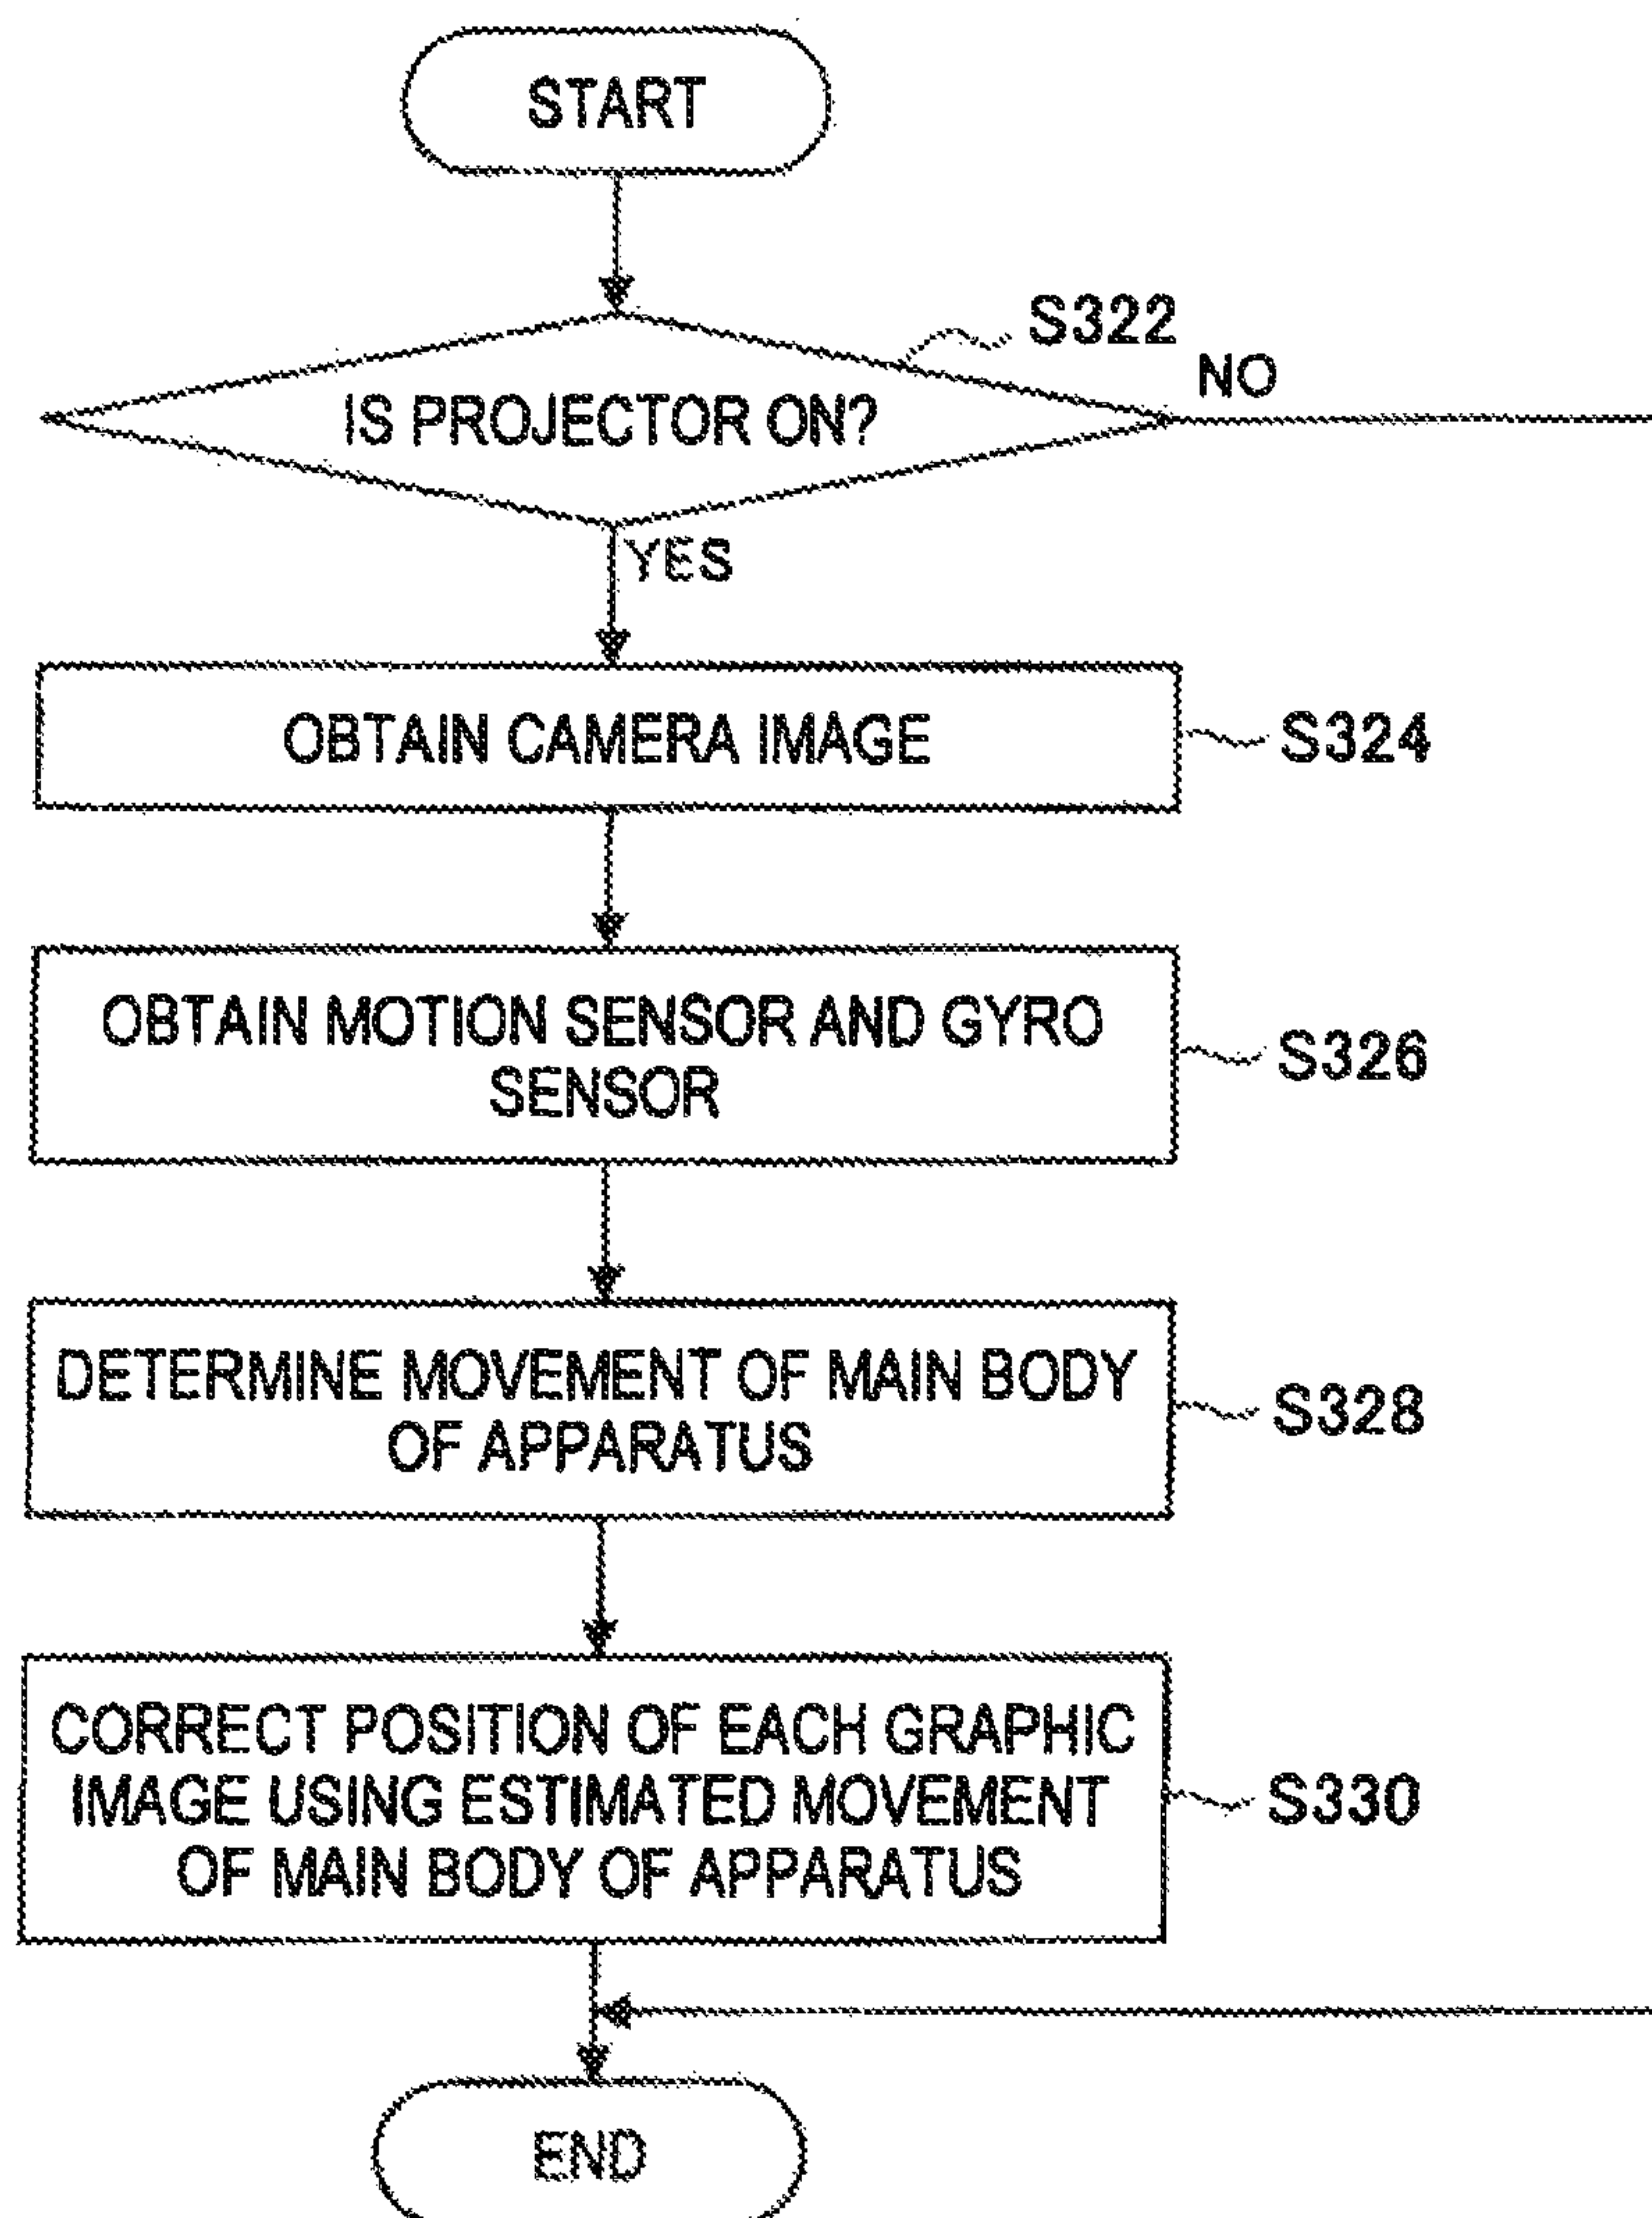 START
S322
NO
IS PROJECTOR ON?
YES
OBTAIN CAMERA IMAGE
S324
OBTAIN MOTION SENSOR AND GYRO
SENSOR
S326
DETERMINE MOVEMENT OF MAIN BODY
OF APPARATUS
S328
CORRECT POSITION OF EACH GRAPHIC
IMAGE USING ESTIMATED MOVEMENT
OF MAIN BODY OF APPARATUS
S330
END